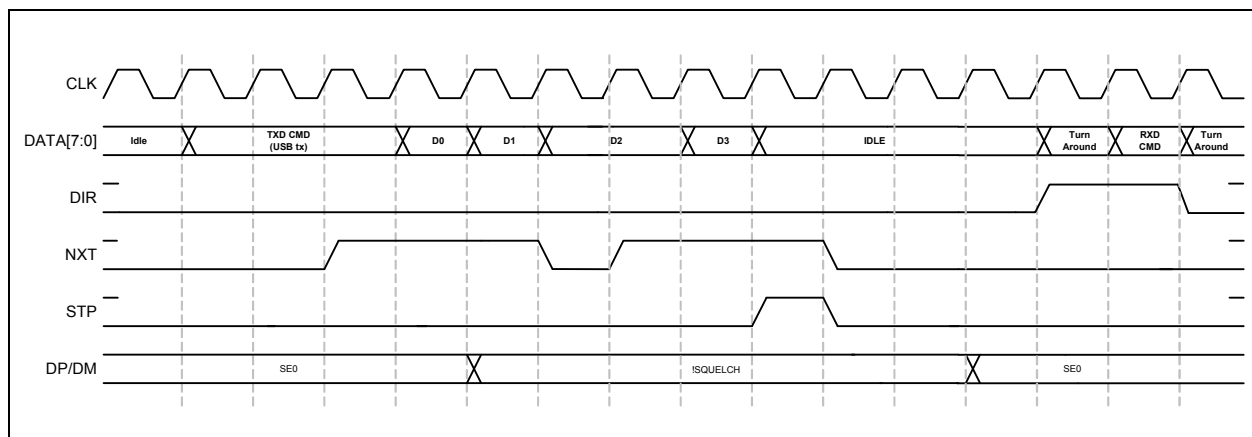 CLK
DATA[7:0]
Idle
TXD CMD
(USB tx)
D0
D1
D2
D3
IDLE
Turn
Around
RXD
CMD
Turn
Around
DIR
NXT
STP
DP/DM
SE0
!SQUELCH
SE0